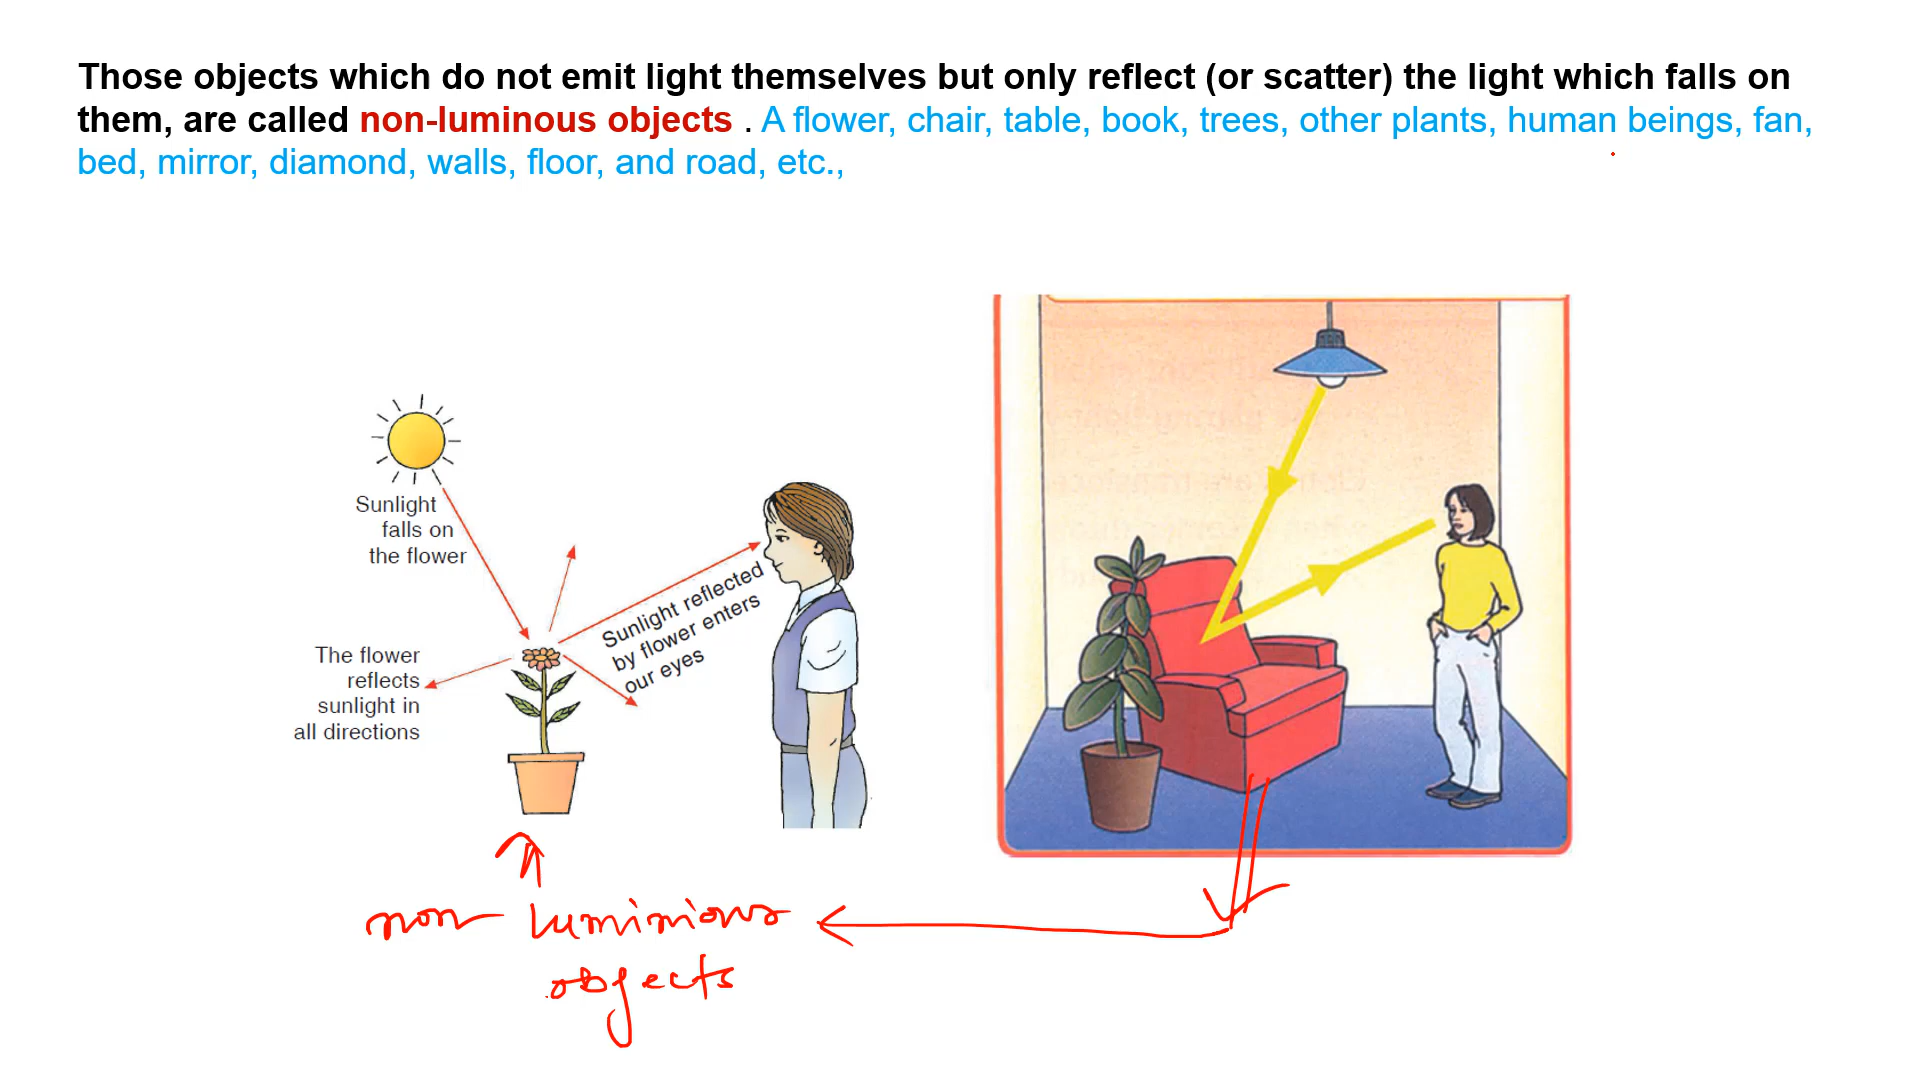 Those objects which do not emit light themselves but only reflect (or scatter) the light which falls on
them, are called non-luminous objects . A flower, chair, table, book, trees, other plants, human beings, fan,
bed, mirror, diamond, walls, floor, and road, etc.,
Sunlight
falls on
the flower
Sunlight reflected
by flower enters
our eyes
The flower
reflects
sunlight in
all directions
non luminious
objects